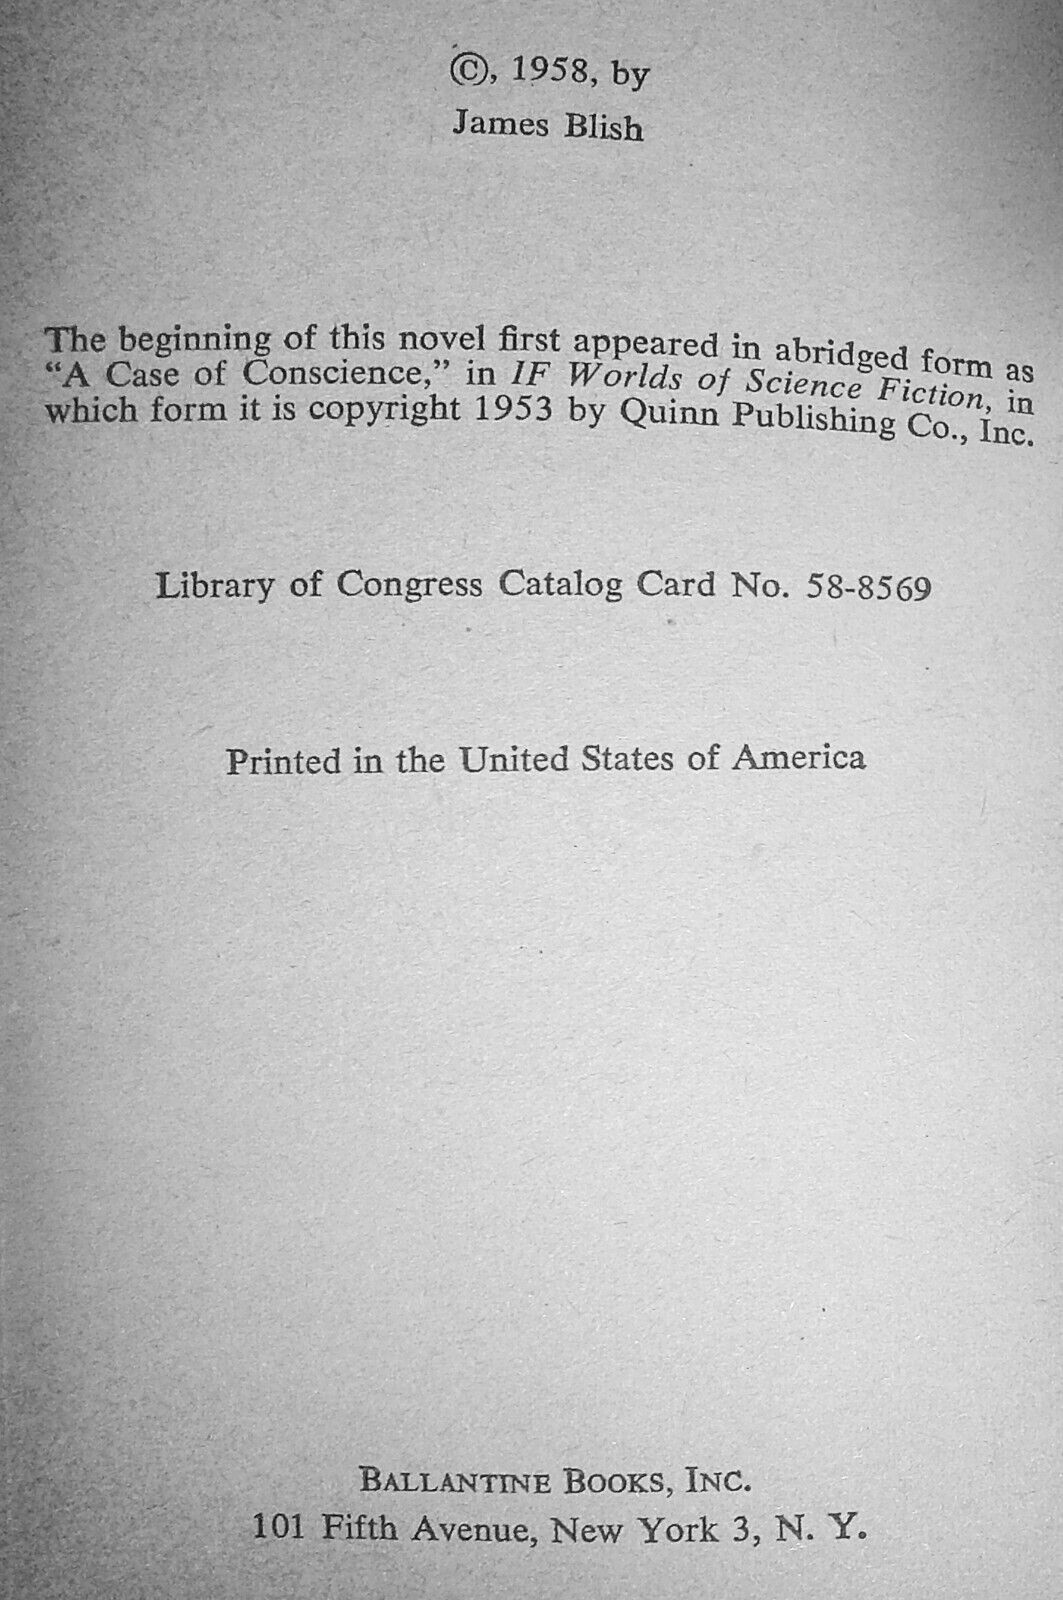 ©, 1958, by
James Blish
The beginning of this novel first appeared in abridged form as
“A Case of Conscience,” in IF Worlds of Science Fiction, in
which form it is copyright 1953 by Quinn Publishing Co., Inc.
Library of Congress Catalog Card No. 58-8569
Printed in the United States of America
BALLANTINE BOOKS, INC.
101 Fifth Avenue, New York 3, N. Y.